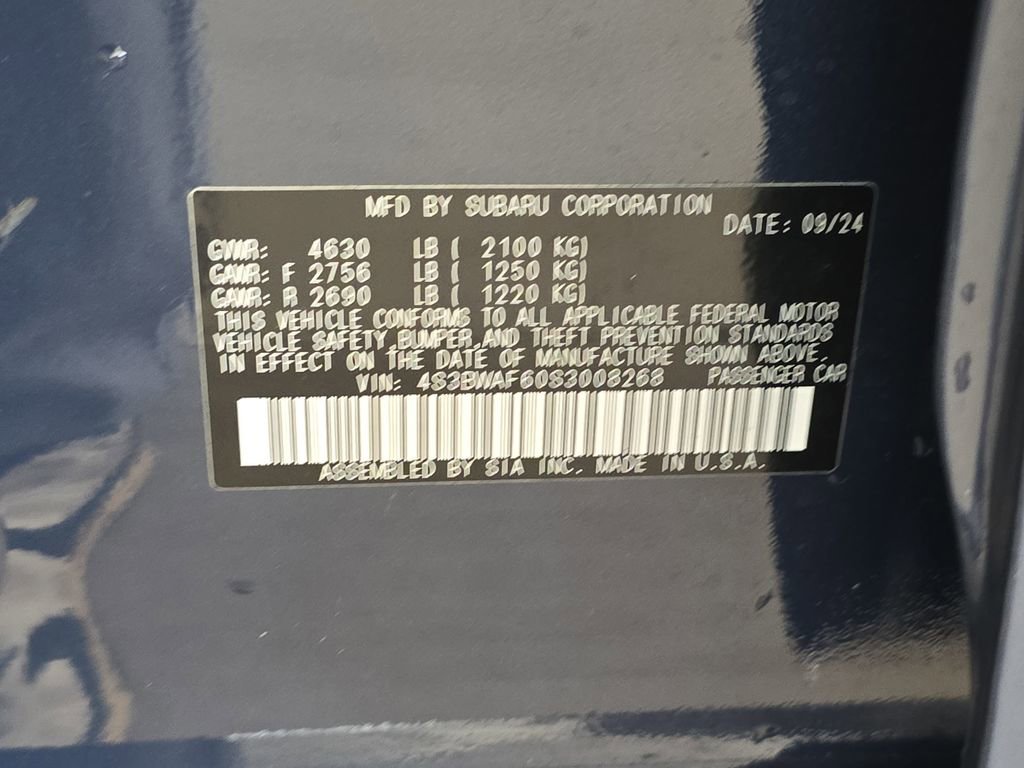 MFD BY SUBARU CORPORATION
DATE: 09/24
GVWR: 4630 LB ( 2100 KG)
GAWR: F 2756 LB ( 1250 KG)
GAWR: R 2690 LB ( 1220 KG)
THIS VEHICLE CONFORMS TO ALL APPLICABLE FEDERAL MOTOR
VEHICLE SAFETY, BUMPER, AND THEFT PREVENTION STANDARDS
IN EFFECT ON THE DATE OF MANUFACTURE SHOWN ABOVE.
VIN: 4S3BWAF60S3008268 PASSENGER CAR
ASSEMBLED BY SIA INC. MADE IN U.S.A.